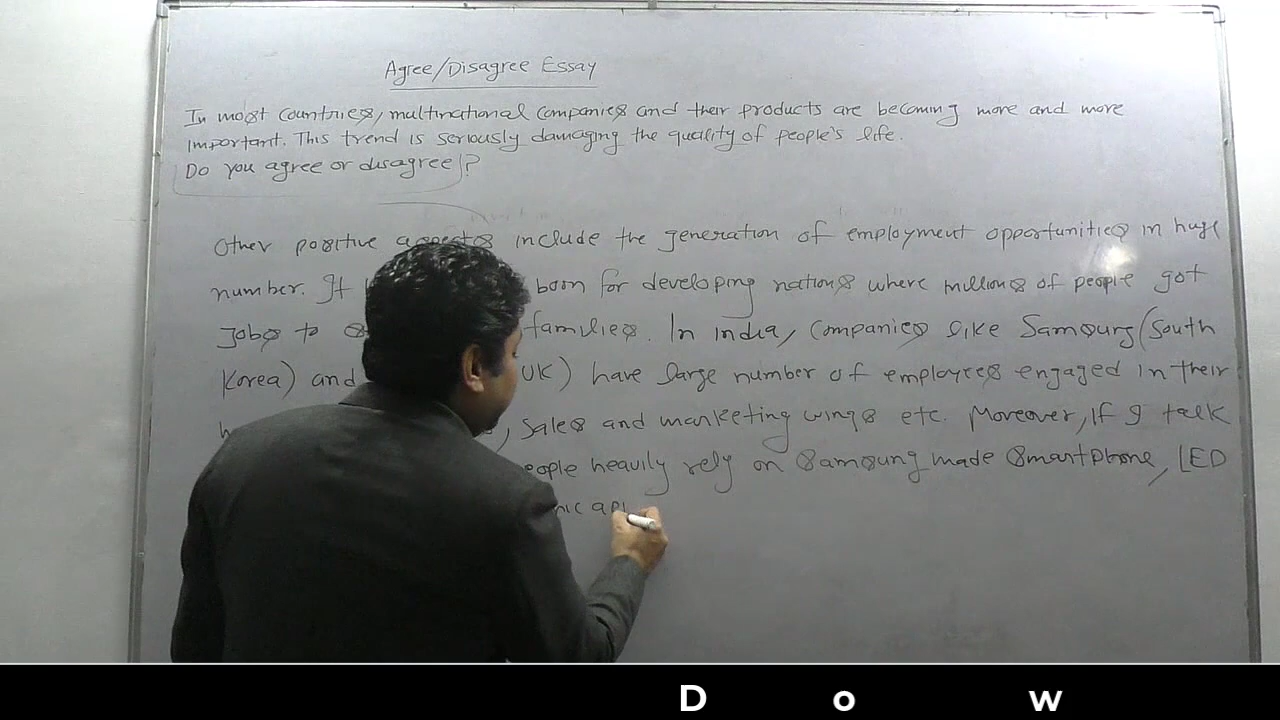 Agree/Disagree Essay
In most countries, multinational companies and their products are becoming more and more
important. This trend is seriously damaging the quality of people's life.
Do you agree or disagree?
Other positive aspects include the generation of employment opportunities in huge
number. It boon for developing nations where millions of people got
jobs to families. In India, companies like Samsung (South
Korea) and UK) have large number of employees engaged in their
, sales and marketing wings etc. Moreover, if I talk
heavily rely on Samsung made smartphone, LED
D o w